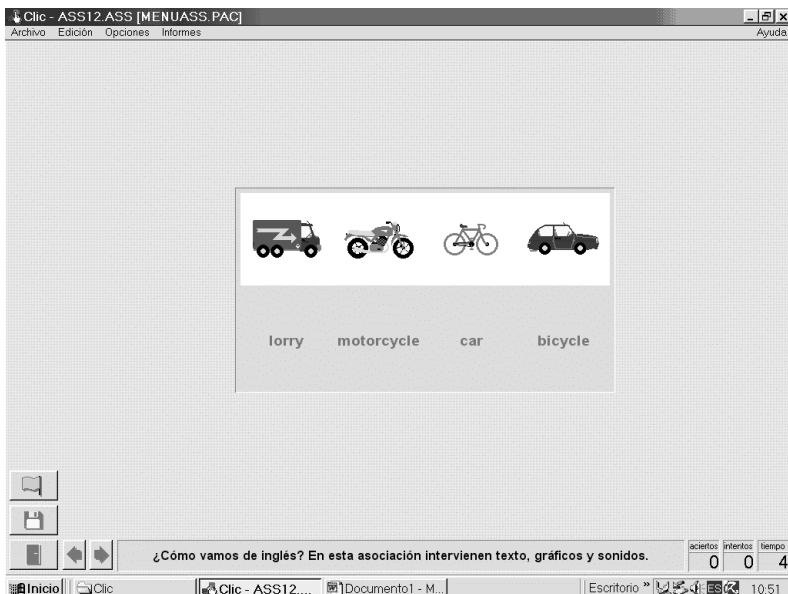 Clic - ASS12.ASS [MENUASS.PAC]
Archivo Edición Opciones Informes Ayuda
lorry motorcycle car bicycle
¿Cómo vamos de inglés? En esta asociación intervienen texto, gráficos y sonidos.
aciertos intentos tiempo
0 0 4
Inicio Clic Clic - ASS12.... Documento1 - M... Escritorio » ES 10:51